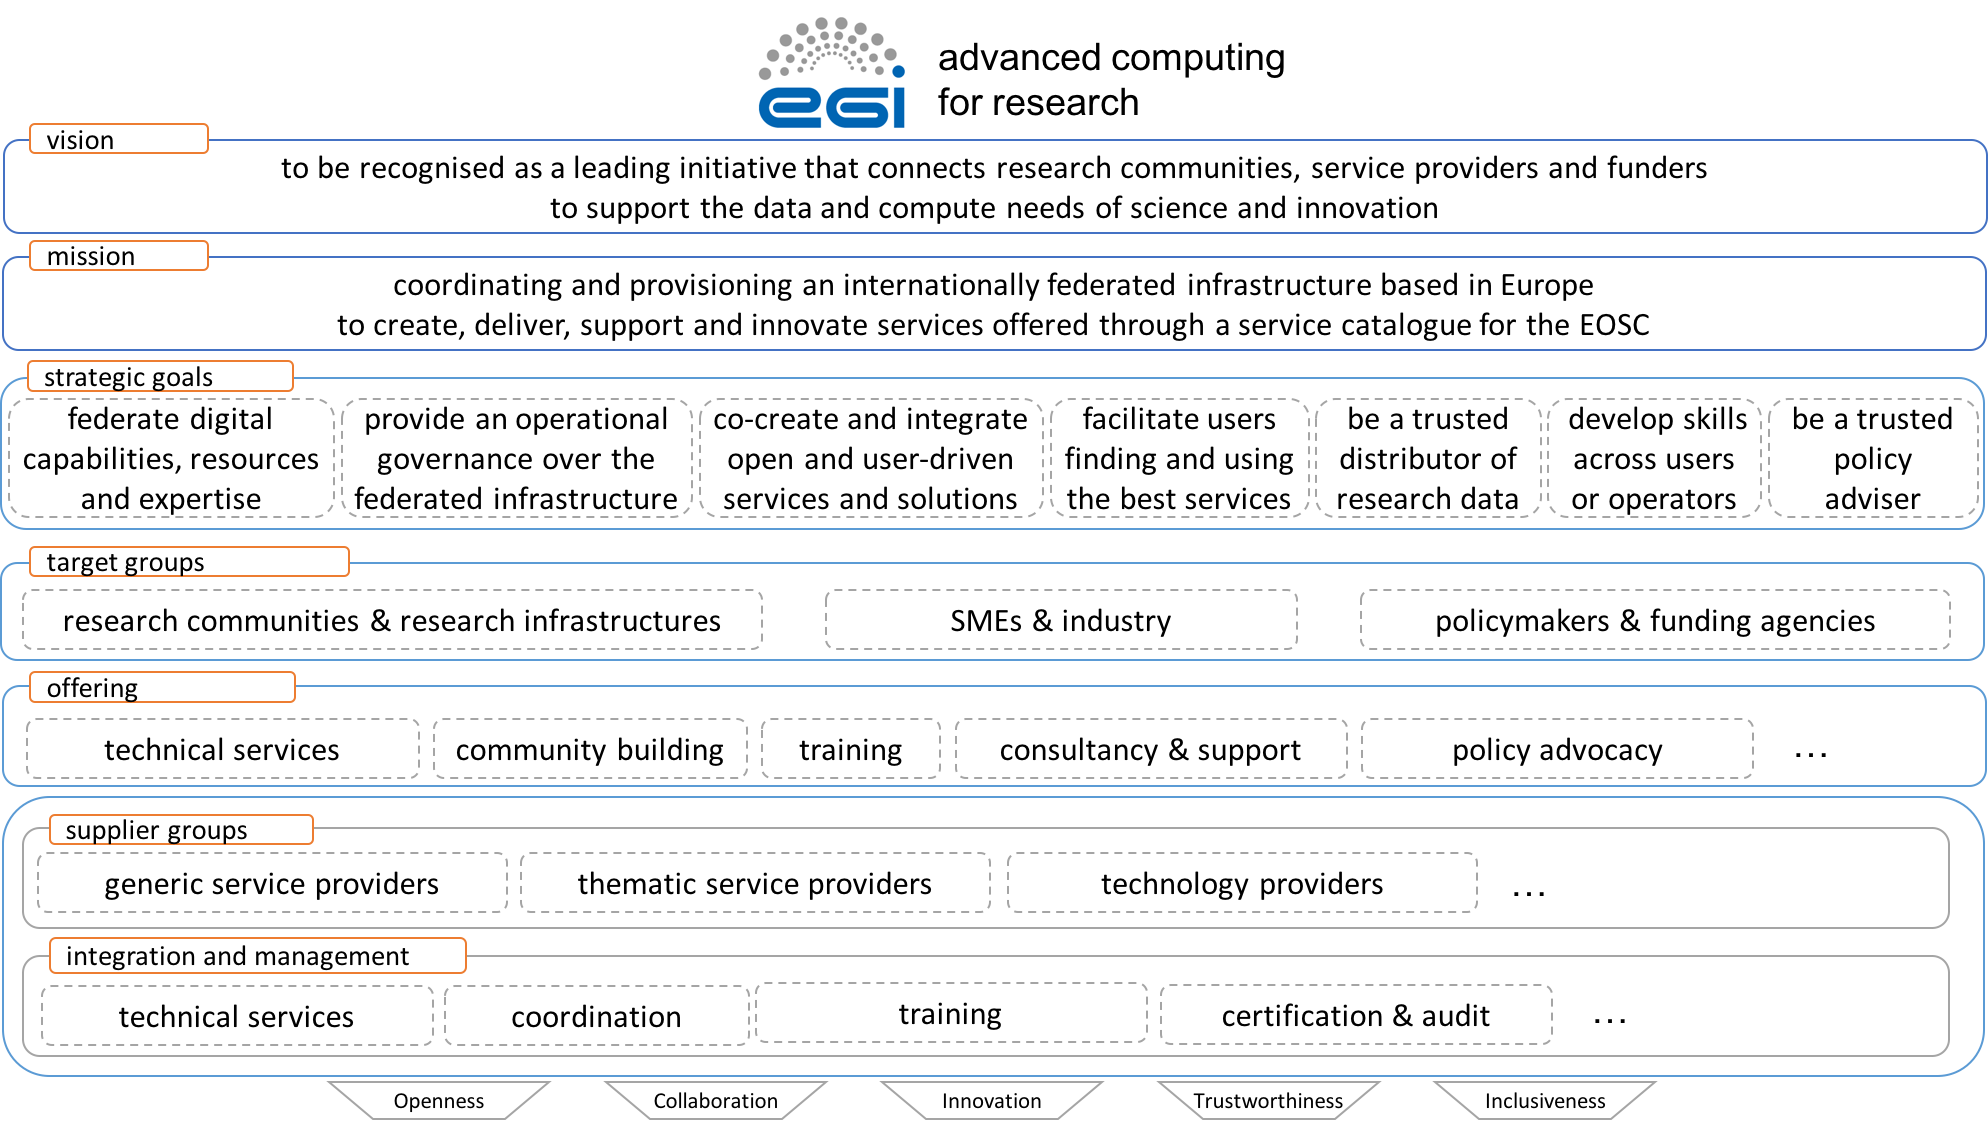 egi
advanced computing
for research
vision
to be recognised as a leading initiative that connects research communities, service providers and funders
to support the data and compute needs of science and innovation
mission
coordinating and provisioning an internationally federated infrastructure based in Europe
to create, deliver, support and innovate services offered through a service catalogue for the EOSC
strategic goals
federate digital
capabilities, resources
and expertise
provide an operational
governance over the
federated infrastructure
co-create and integrate
open and user-driven
services and solutions
facilitate users
finding and using
the best services
be a trusted
distributor of
research data
develop skills
across users
or operators
be a trusted
policy
adviser
target groups
research communities & research infrastructures
SMEs & industry
policymakers & funding agencies
offering
technical services
community building
training
consultancy & support
policy advocacy
...
supplier groups
generic service providers
thematic service providers
technology providers
...
integration and management
technical services
coordination
training
certification & audit
...
Openness
Collaboration
Innovation
Trustworthiness
Inclusiveness